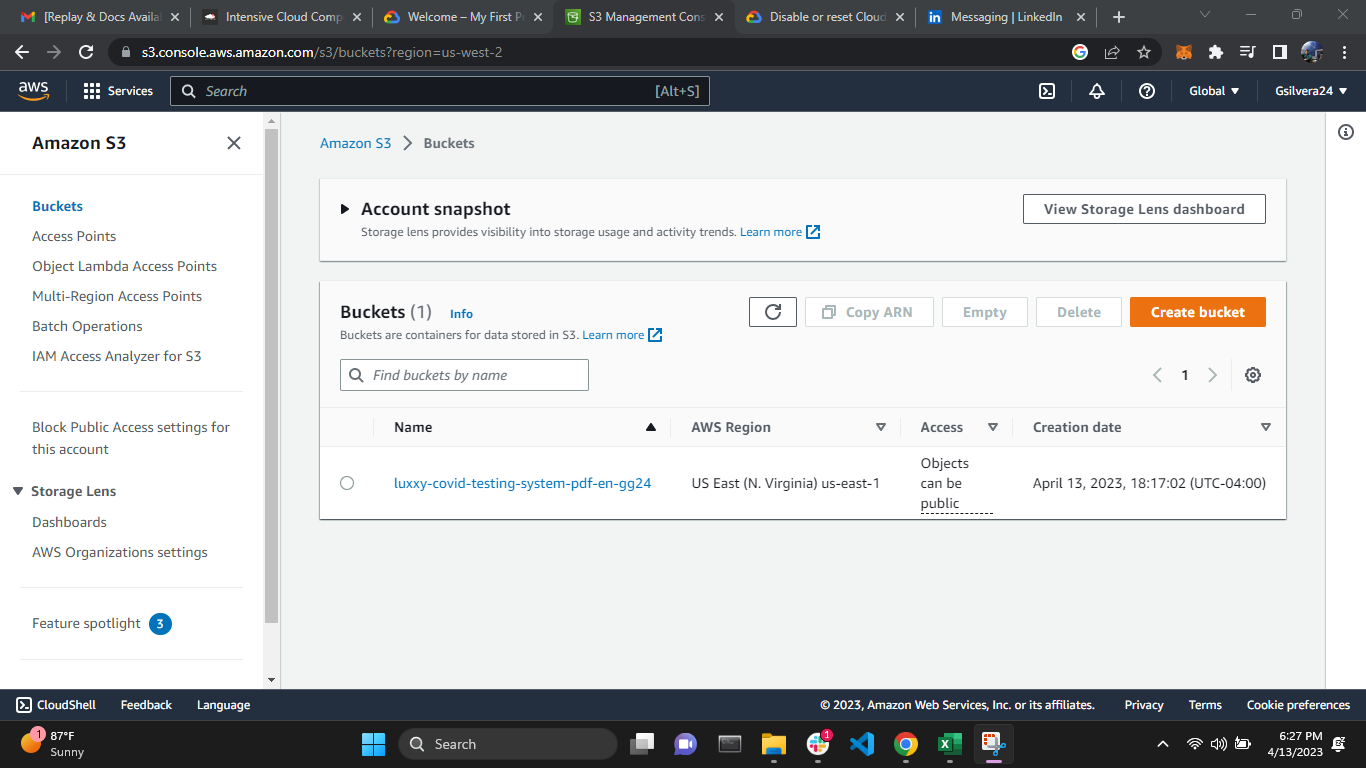 [Replay & Docs Availa
Intensive Cloud Comp
Welcome – My First Pr
S3 Management Cons
Disable or reset Cloud
Messaging | LinkedIn
s3.console.aws.amazon.com/s3/buckets?region=us-west-2
aws
Services
Search
[Alt+S]
Global
Gsilvera24
Amazon S3
Buckets
Access Points
Object Lambda Access Points
Multi-Region Access Points
Batch Operations
IAM Access Analyzer for S3
Block Public Access settings for
this account
Storage Lens
Dashboards
AWS Organizations settings
Feature spotlight 3
Amazon S3 > Buckets
Account snapshot
View Storage Lens dashboard
Storage lens provides visibility into storage usage and activity trends. Learn more
Buckets (1) Info
Copy ARN
Empty
Delete
Create bucket
Buckets are containers for data stored in S3. Learn more
Find buckets by name
1
Name
AWS Region
Access
Creation date
luxxy-covid-testing-system-pdf-en-gg24
US East (N. Virginia) us-east-1
Objects
can be
public
April 13, 2023, 18:17:02 (UTC-04:00)
CloudShell
Feedback
Language
© 2023, Amazon Web Services, Inc. or its affiliates.
Privacy
Terms
Cookie preferences
1
87°F
Sunny
Search
1
6:27 PM
4/13/2023